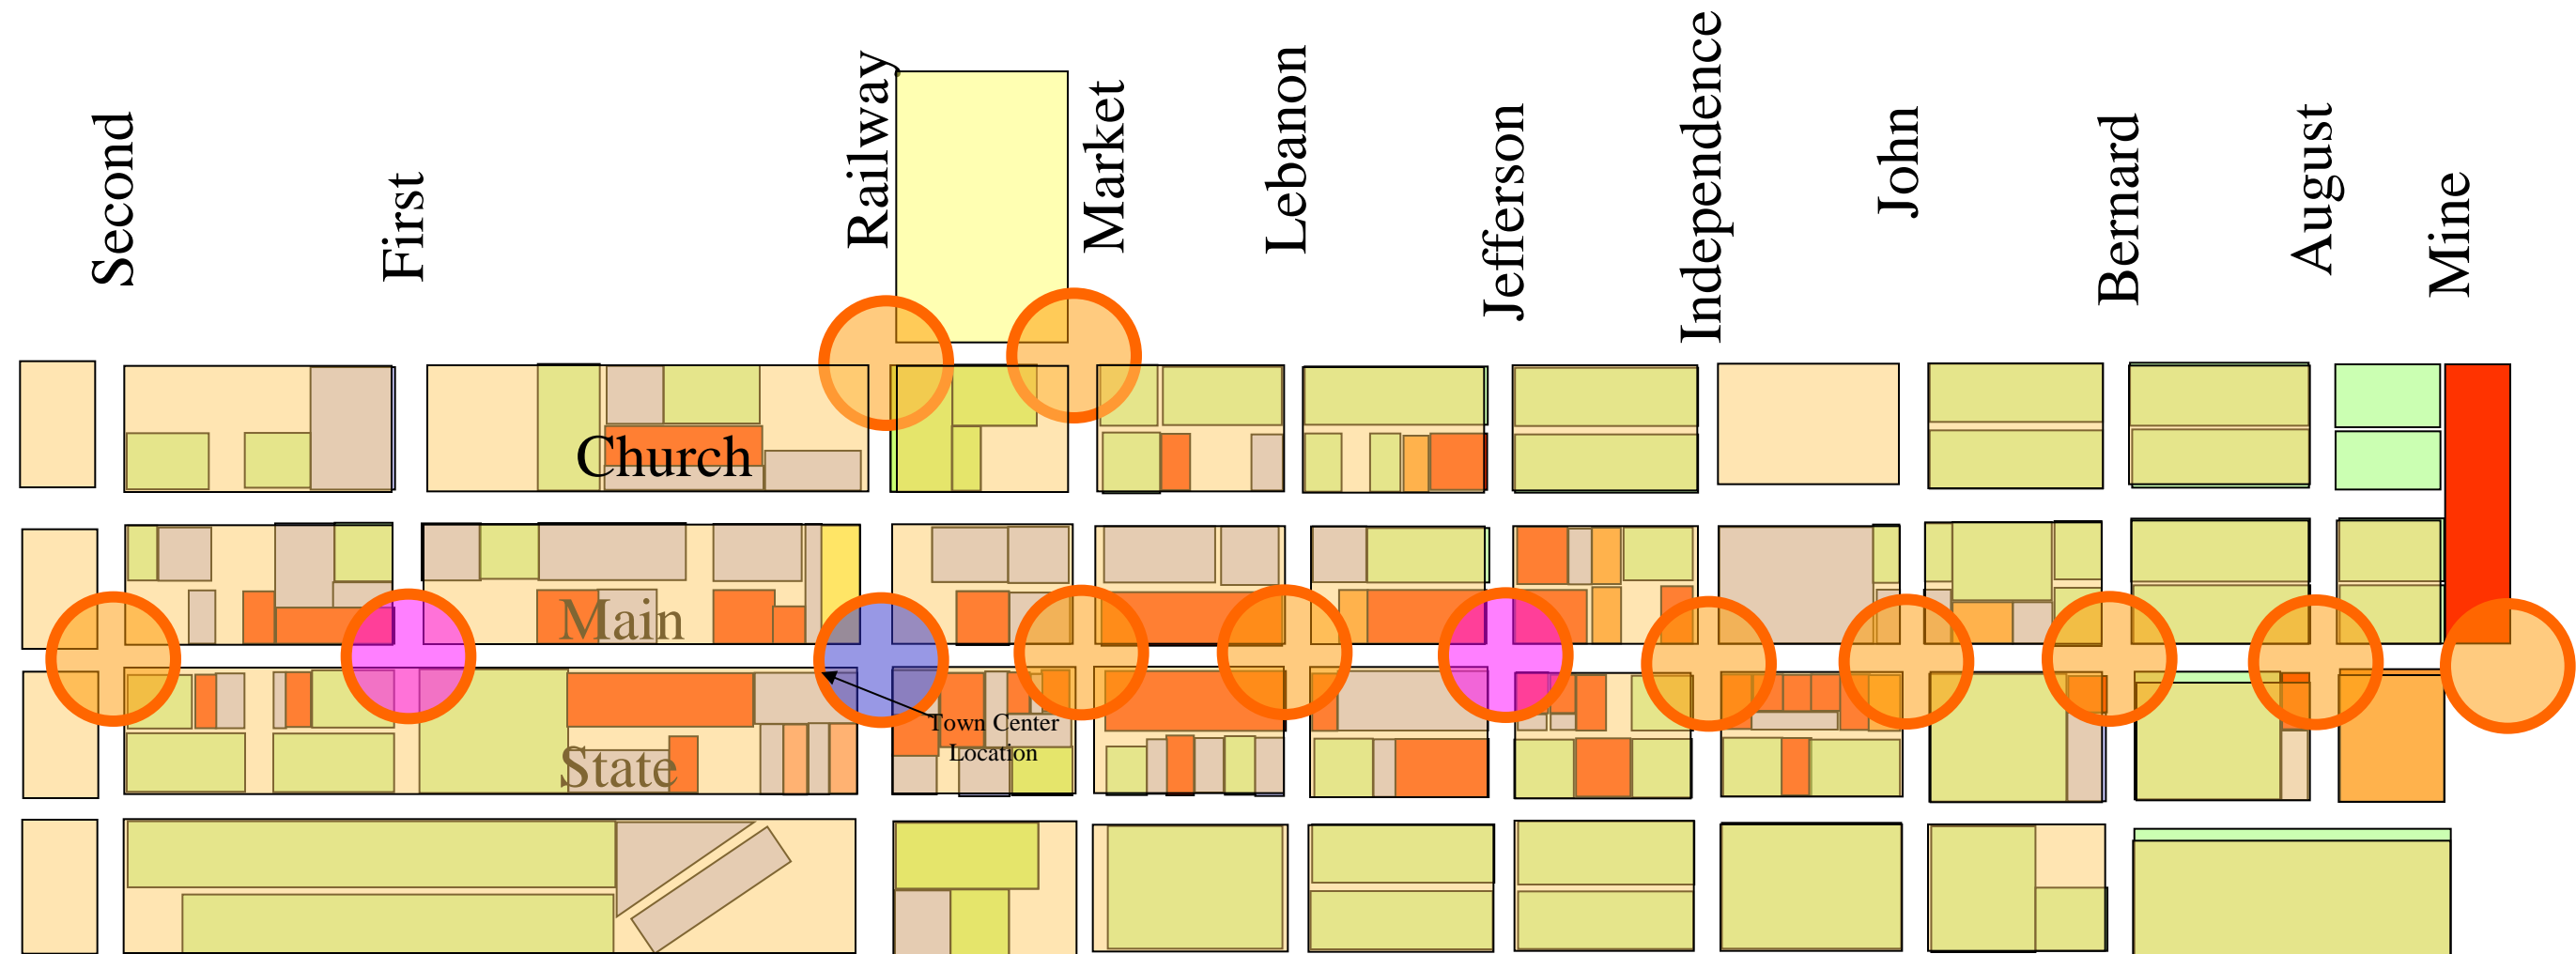 Second
First
Railway
Market
Lebanon
Jefferson
Independence
John
Bernard
August
Mine
Church
Main
Town Center
Location
State